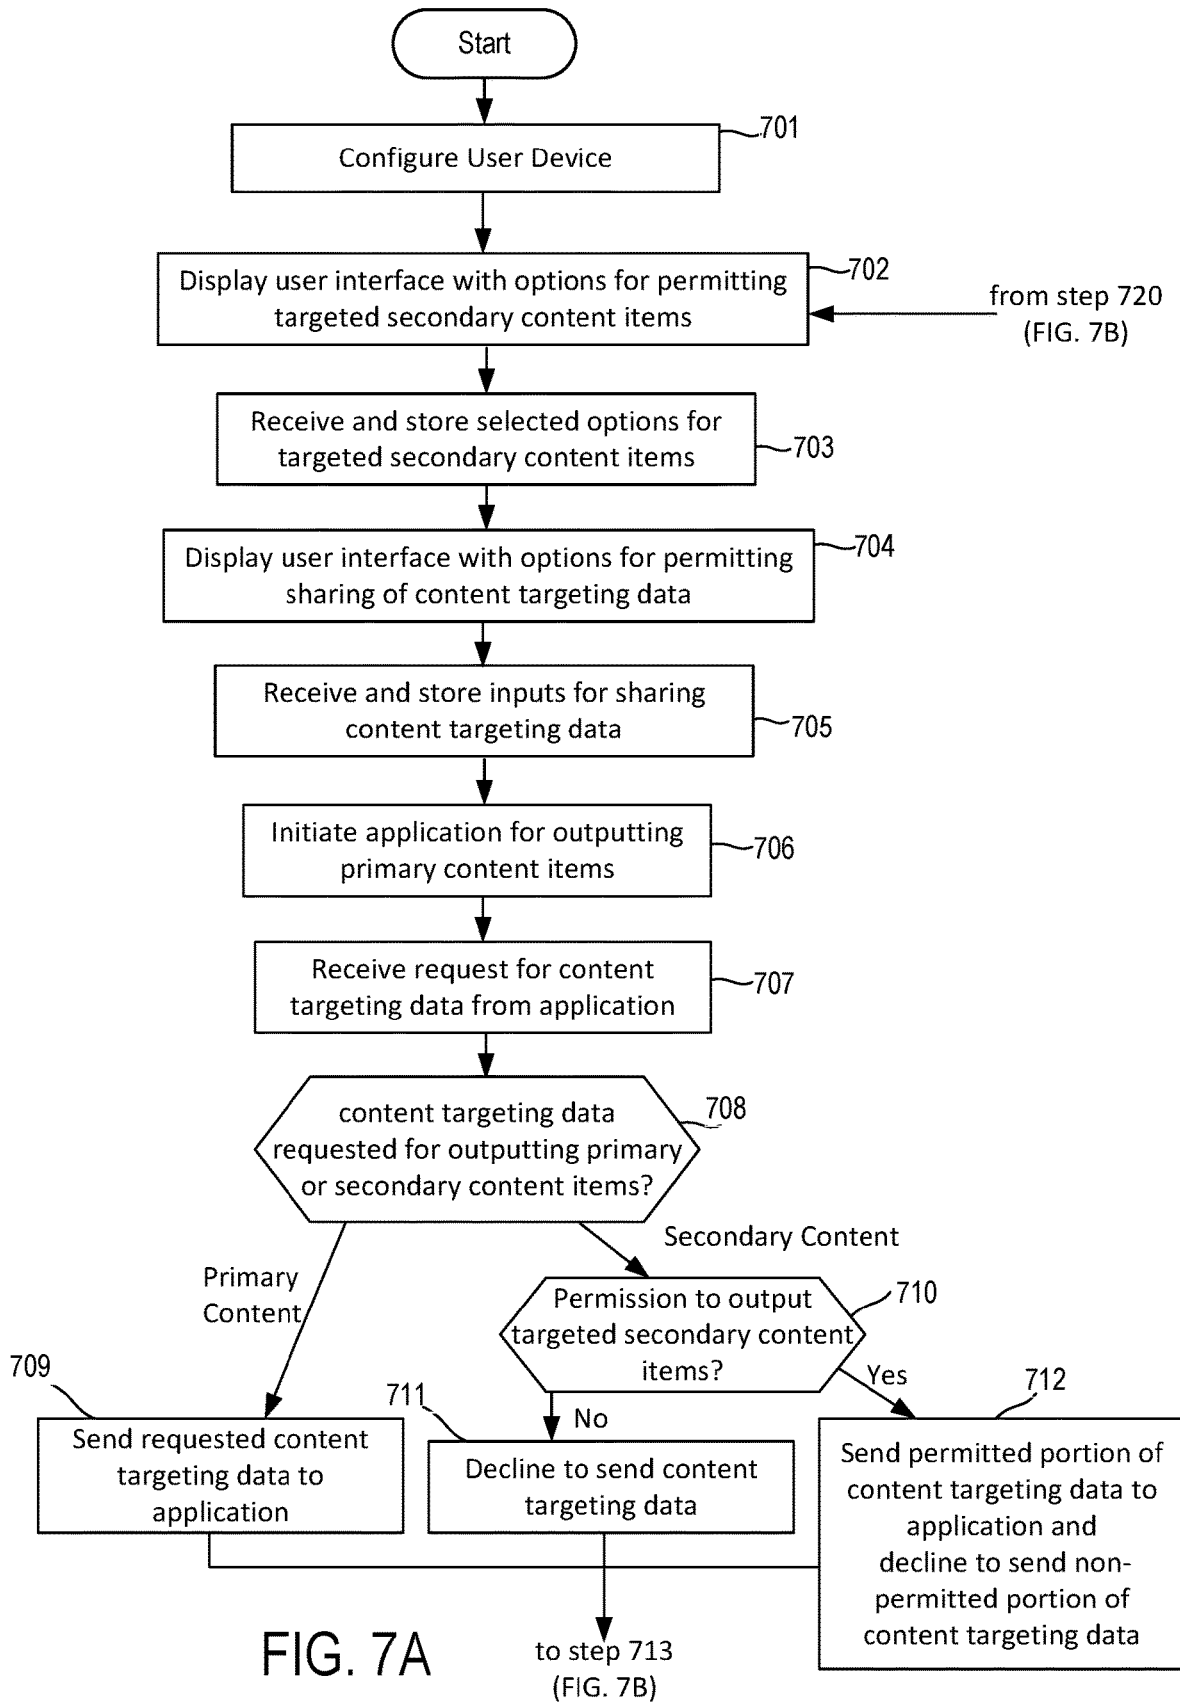 Start
701
Configure User Device
702
Display user interface with options for permitting
targeted secondary content items
from step 720
(FIG. 7B)
Receive and store selected options for
targeted secondary content items
703
704
Display user interface with options for permitting
sharing of content targeting data
Receive and store inputs for sharing
content targeting data
705
Initiate application for outputting
primary content items
706
Receive request for content
targeting data from application
707
content targeting data
requested for outputting primary
or secondary content items?
708
Secondary Content
Primary
Content
Permission to output
targeted secondary content
items?
710
Yes
No
709
Send requested content
targeting data to
application
711
Decline to send content
targeting data
712
Send permitted portion of
content targeting data to
application and
decline to send non-
permitted portion of
content targeting data
to step 713
(FIG. 7B)
FIG. 7A